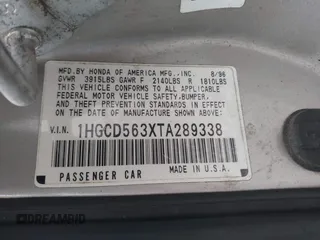 MFD.BY HONDA OF AMERICA MFG.,INC. 8/96
GVWR 3915LBS GAWR F 2140LBS R 1810LBS
THIS VEHICLE CONFORMS TO ALL APPLICABLE
FEDERAL MOTOR VEHICLE SAFETY,BUMPER,
AND THEFT PREVENTION STANDARDS IN EFFECT
ON THE DATE OF MANUFACTURE SHOWN ABOVE.
V.I.N. 1HGCD563XTA289338
PASSENGER CAR MADE IN U.S.A.
DREAMBID